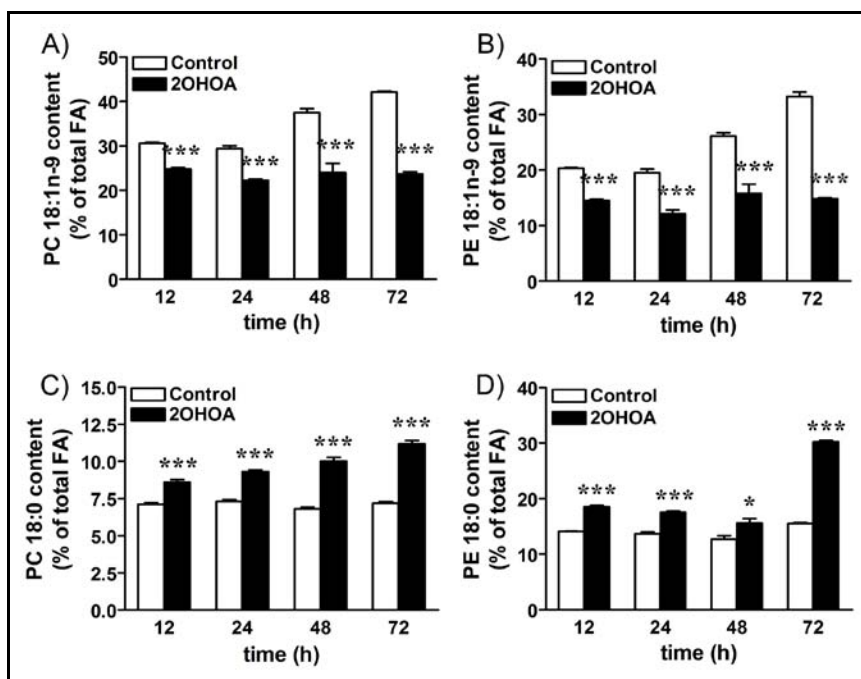 A)
PC 18:1n-9 content
(% of total FA)
50
40
30
20
10
0
Control
2OHOA
*** *** *** ***
12 24 48 72
time (h)
B)
PE 18:1n-9 content
(% of total FA)
40
30
20
10
0
Control
2OHOA
*** *** *** ***
12 24 48 72
time (h)
C)
PC 18:0 content
(% of total FA)
15.0
12.5
10.0
7.5
5.0
2.5
0.0
Control
2OHOA
*** *** *** ***
12 24 48 72
time (h)
D)
PE 18:0 content
(% of total FA)
40
30
20
10
0
Control
2OHOA
*** *** * ***
12 24 48 72
time (h)